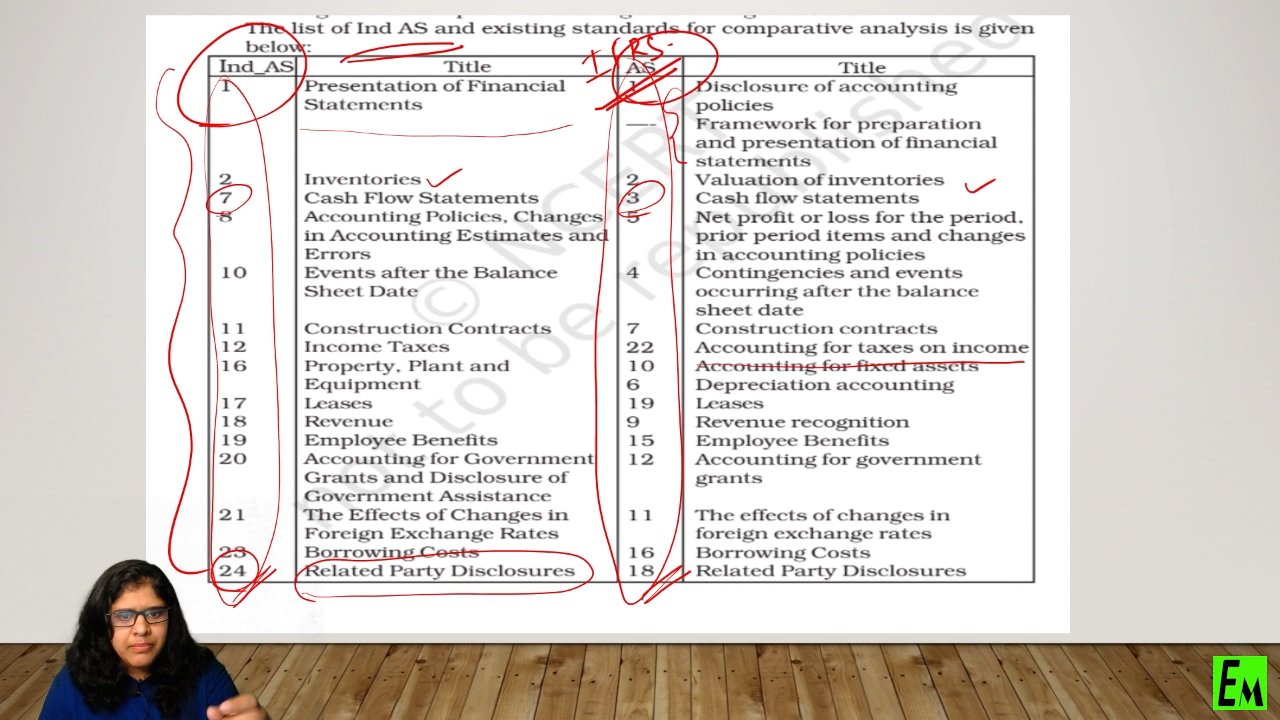 The list of Ind AS and existing standards for comparative analysis is given
below:
IFRS.
Ind_AS Title AS Title
1 Presentation of Financial 1 Disclosure of accounting
Statements policies
—- Framework for preparation
and presentation of financial
statements
2 Inventories 2 Valuation of inventories
7 Cash Flow Statements 3 Cash flow statements
8 Accounting Policies, Changes 5 Net profit or loss for the period,
in Accounting Estimates and prior period items and changes
Errors in accounting policies
10 Events after the Balance 4 Contingencies and events
Sheet Date occurring after the balance
sheet date
11 Construction Contracts 7 Construction contracts
12 Income Taxes 22 Accounting for taxes on income
16 Property, Plant and 10 Accounting for fixed assets
Equipment 6 Depreciation accounting
17 Leases 19 Leases
18 Revenue 9 Revenue recognition
19 Employee Benefits 15 Employee Benefits
20 Accounting for Government 12 Accounting for government
Grants and Disclosure of grants
Government Assistance
21 The Effects of Changes in 11 The effects of changes in
Foreign Exchange Rates foreign exchange rates
23 Borrowing Costs 16 Borrowing Costs
24 Related Party Disclosures 18 Related Party Disclosures
© NCERT
not to be republished
EM